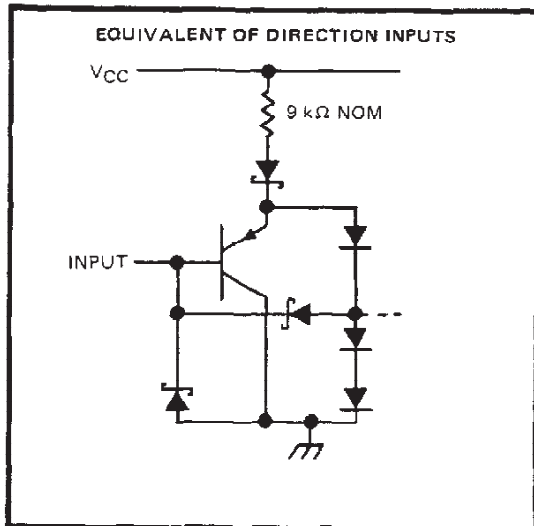 EQUIVALENT OF DIRECTION INPUTS
VCC
9 kΩ NOM
INPUT